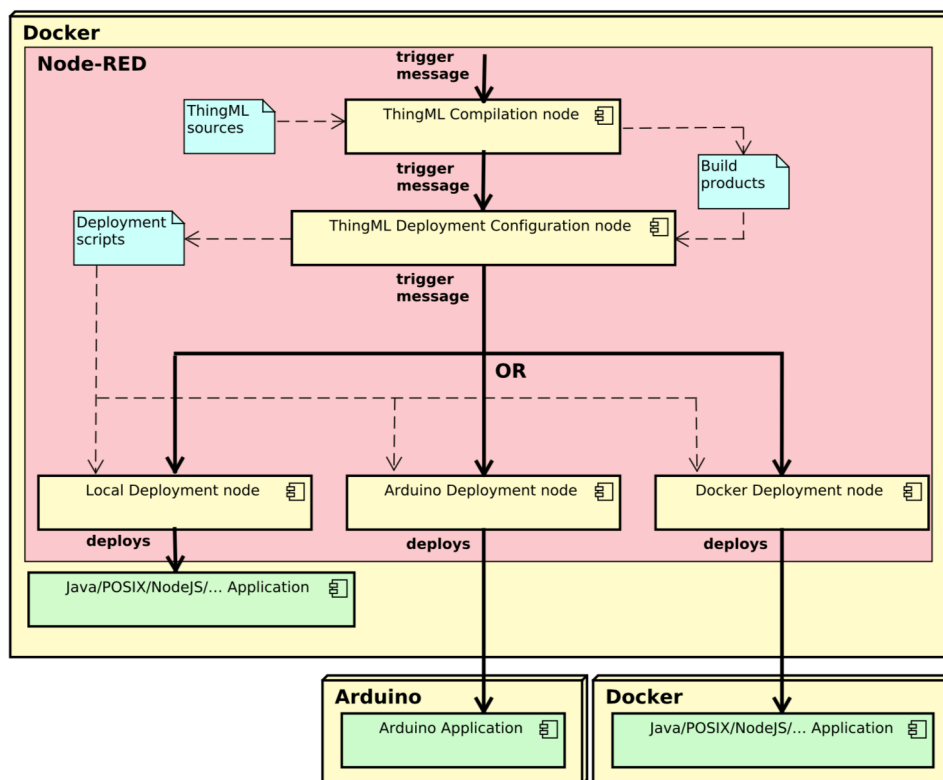 Docker
Node-RED
trigger
message
ThingML
sources
ThingML Compilation node
trigger
message
Build
products
Deployment
scripts
ThingML Deployment Configuration node
trigger
message
OR
Local Deployment node
Arduino Deployment node
Docker Deployment node
deploys
deploys
deploys
Java/POSIX/NodeJS/... Application
Arduino
Docker
Arduino Application
Java/POSIX/NodeJS/... Application